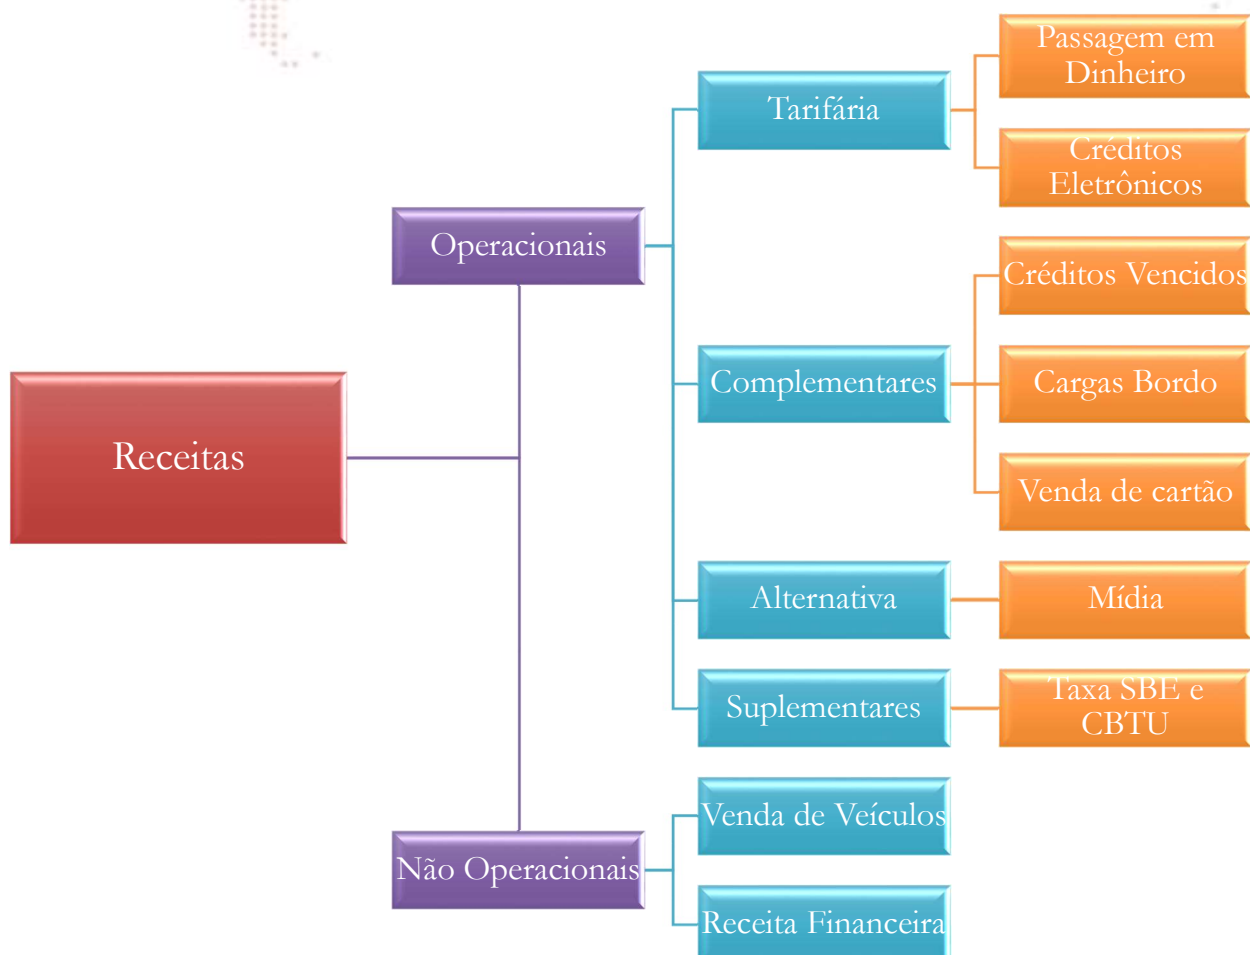 Receitas
Operacionais
Tarifária
Passagem em
Dinheiro
Créditos
Eletrônicos
Complementares
Créditos Vencidos
Cargas Bordo
Venda de cartão
Alternativa
Mídia
Suplementares
Taxa SBE e
CBTU
Não Operacionais
Venda de Veículos
Receita Financeira